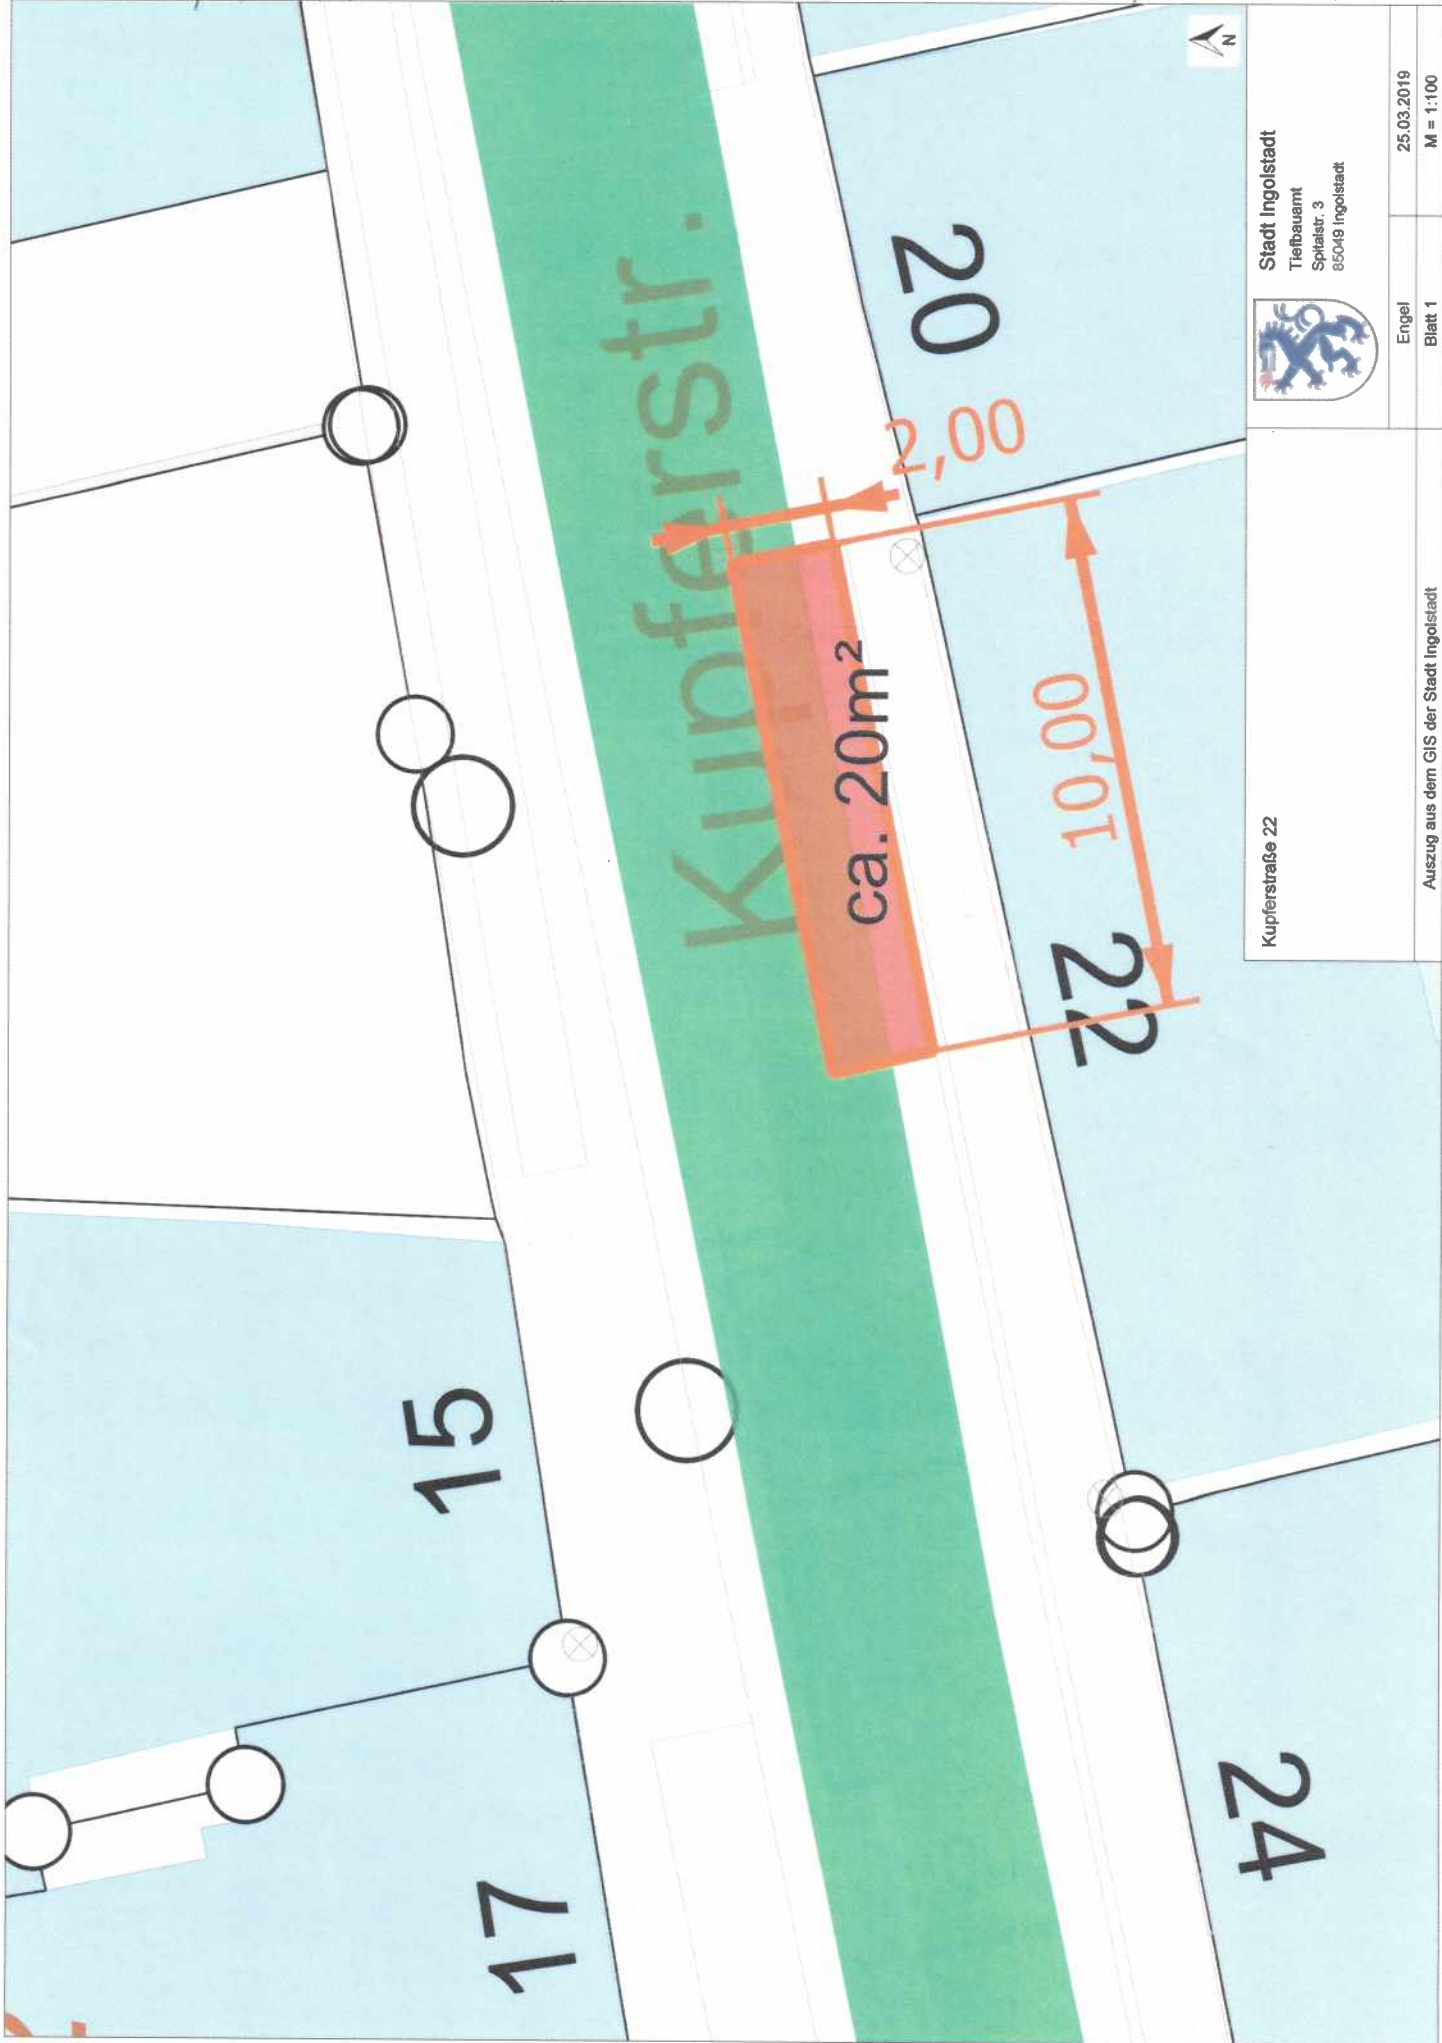 Kupferstr.
20
2,00
ca. 20m²
10,00
22
15
17
24
N
Kupferstraße 22
Stadt Ingolstadt
Tiefbauamt
Spitalstr. 3
85049 Ingolstadt
Engel
25.03.2019
Auszug aus dem GIS der Stadt Ingolstadt
Blatt 1
M = 1:100